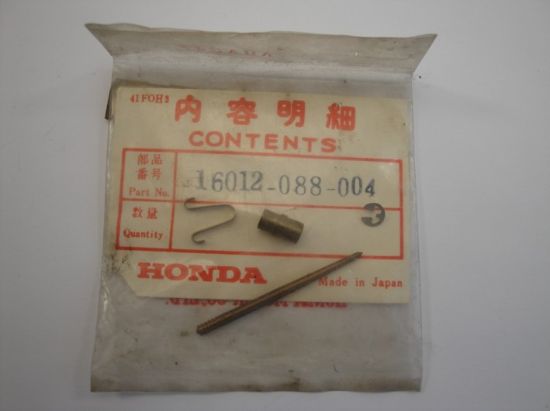 41FOH3
内容明細
CONTENTS
部品
番号
Part No.
16012-088-004
数量
Quantity
3
HONDA
Made in Japan